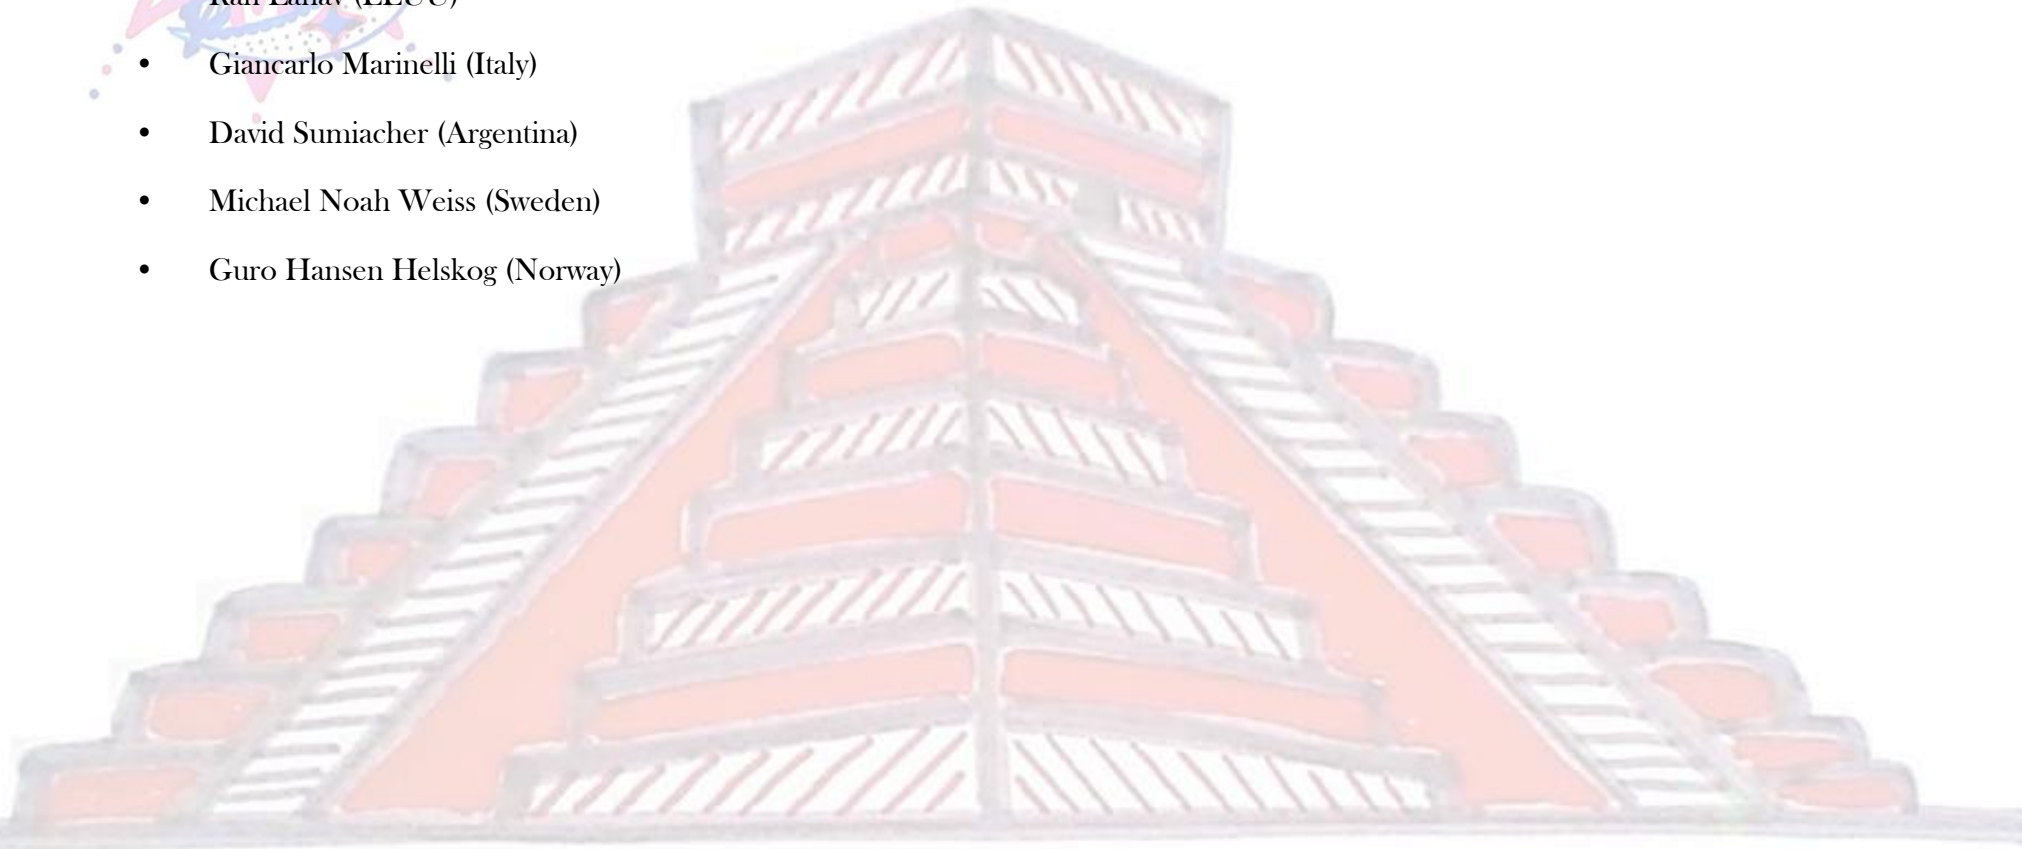 • Giancarlo Marinelli (Italy)
• David Sumiacher (Argentina)
• Michael Noah Weiss (Sweden)
• Guro Hansen Helskog (Norway)